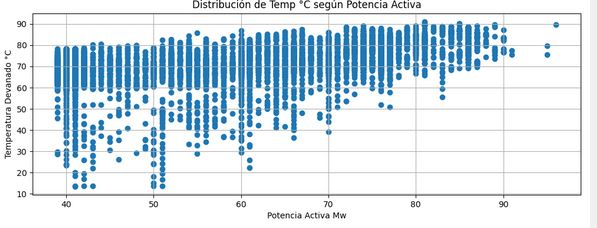 Distribución de Temp °C según Potencia Activa
Temperatura Devanado °C
90
80
70
60
50
40
30
20
10
40 50 60 70 80 90
Potencia Activa Mw